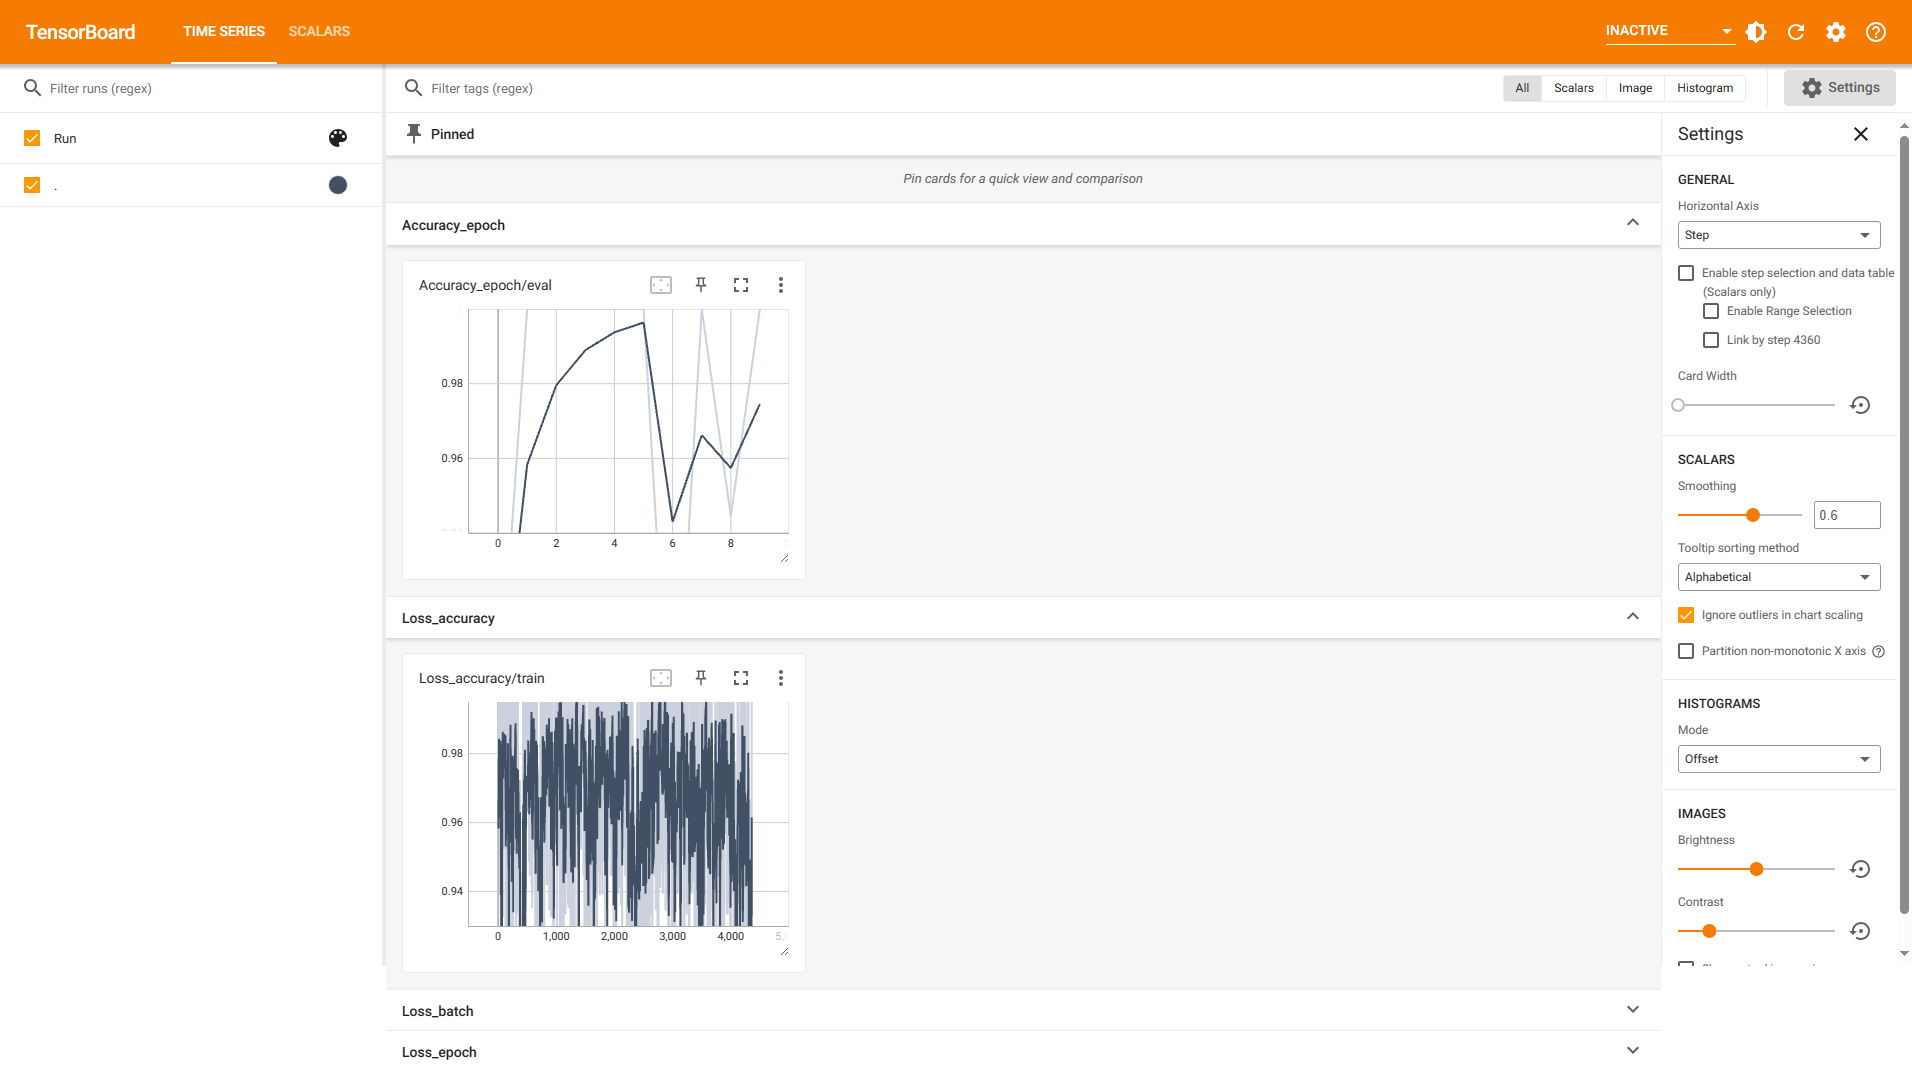 TensorBoard
TIME SERIES
SCALARS
INACTIVE
Filter runs (regex)
Filter tags (regex)
All
Scalars
Image
Histogram
Settings
Run
.
Pinned
Pin cards for a quick view and comparison
Accuracy_epoch
Accuracy_epoch/eval
0.98
0.96
0 2 4 6 8
Loss_accuracy
Loss_accuracy/train
0.98
0.96
0.94
0 1,000 2,000 3,000 4,000
Loss_batch
Loss_epoch
Settings
GENERAL
Horizontal Axis
Step
Enable step selection and data table
(Scalars only)
Enable Range Selection
Link by step 4360
Card Width
SCALARS
Smoothing
0.6
Tooltip sorting method
Alphabetical
Ignore outliers in chart scaling
Partition non-monotonic X axis
HISTOGRAMS
Mode
Offset
IMAGES
Brightness
Contrast